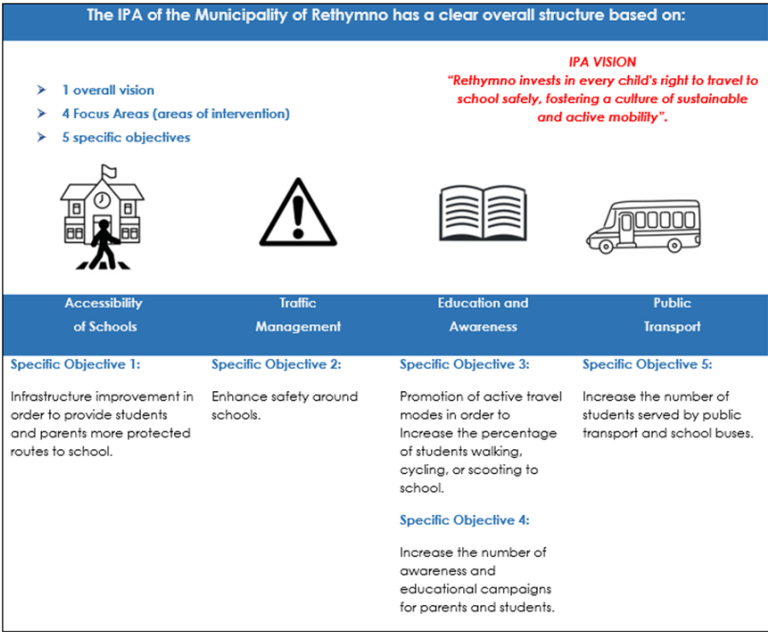 The IPA of the Municipality of Rethymno has a clear overall structure based on:
1 overall vision
4 Focus Areas (areas of intervention)
5 specific objectives
IPA VISION
"Rethymno invests in every child's right to travel to
school safely, fostering a culture of sustainable
and active mobility".
Accessibility
of Schools
Traffic
Management
Education and
Awareness
Public
Transport
Specific Objective 1:
Infrastructure improvement in
order to provide students
and parents more protected
routes to school.
Specific Objective 2:
Enhance safety around
schools.
Specific Objective 3:
Promotion of active travel
modes in order to
Increase the percentage
of students walking,
cycling, or scooting to
school.
Specific Objective 4:
Increase the number of
awareness and
educational campaigns
for parents and students.
Specific Objective 5:
Increase the number of
students served by public
transport and school buses.